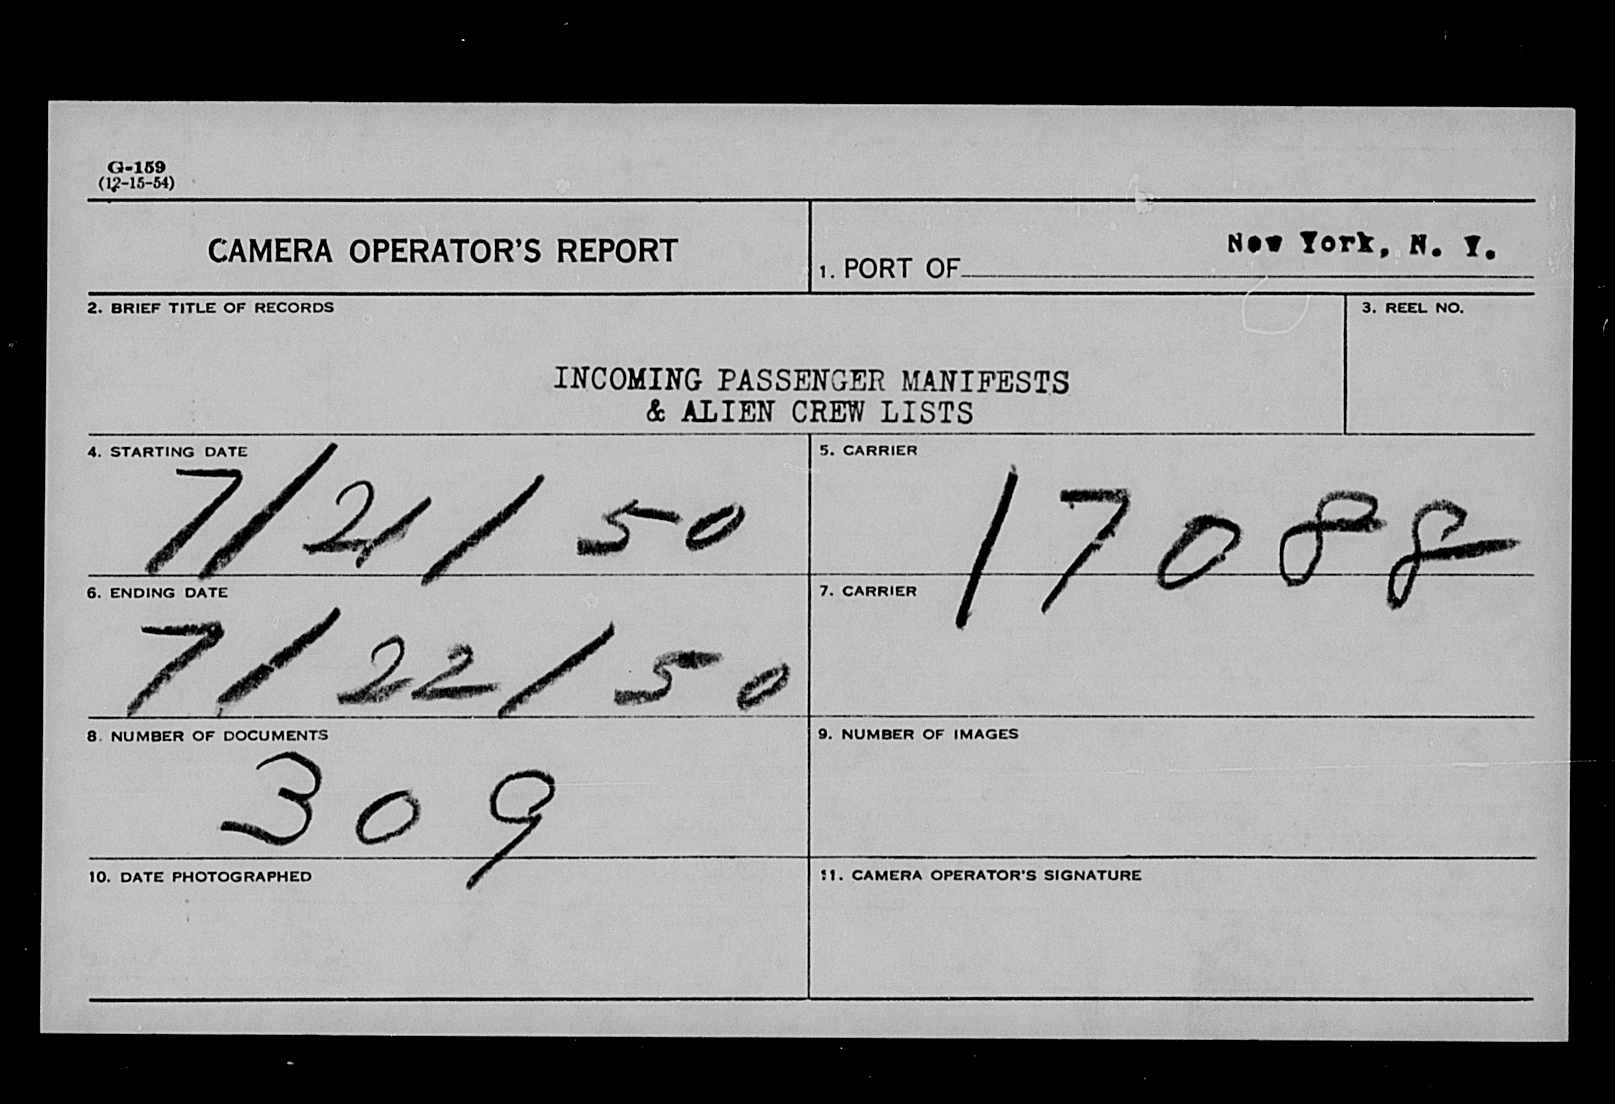 G-159
(12-15-54)
CAMERA OPERATOR'S REPORT
1. PORT OF New York, N. Y.
2. BRIEF TITLE OF RECORDS
3. REEL NO.
INCOMING PASSENGER MANIFESTS
& ALIEN CREW LISTS
4. STARTING DATE
7/21/50
5. CARRIER
17088
6. ENDING DATE
7/22/50
7. CARRIER
8. NUMBER OF DOCUMENTS
309
9. NUMBER OF IMAGES
10. DATE PHOTOGRAPHED
11. CAMERA OPERATOR'S SIGNATURE